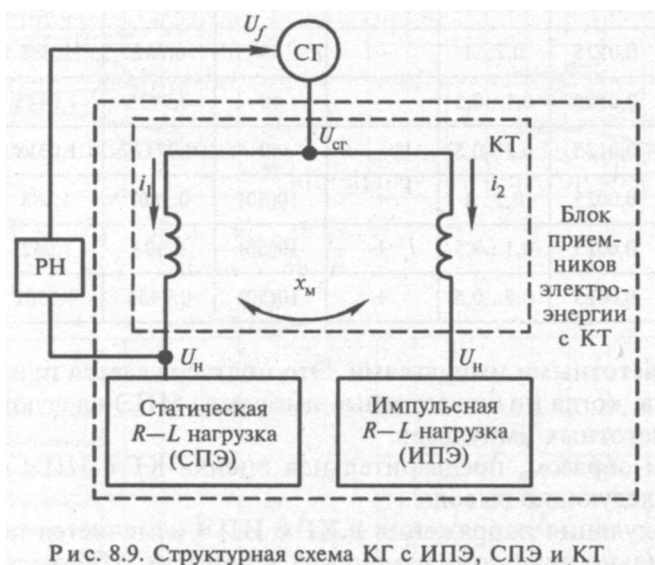 U_f
СГ
U_сг
КТ
i_1
i_2
Блок
прием-
ников
электро-
энергии
с КТ
РН
x_м
U_н
U_и
Статическая
R—L нагрузка
(СПЭ)
Импульсная
R—L нагрузка
(ИПЭ)
Рис. 8.9. Структурная схема КГ с ИПЭ, СПЭ и КТ